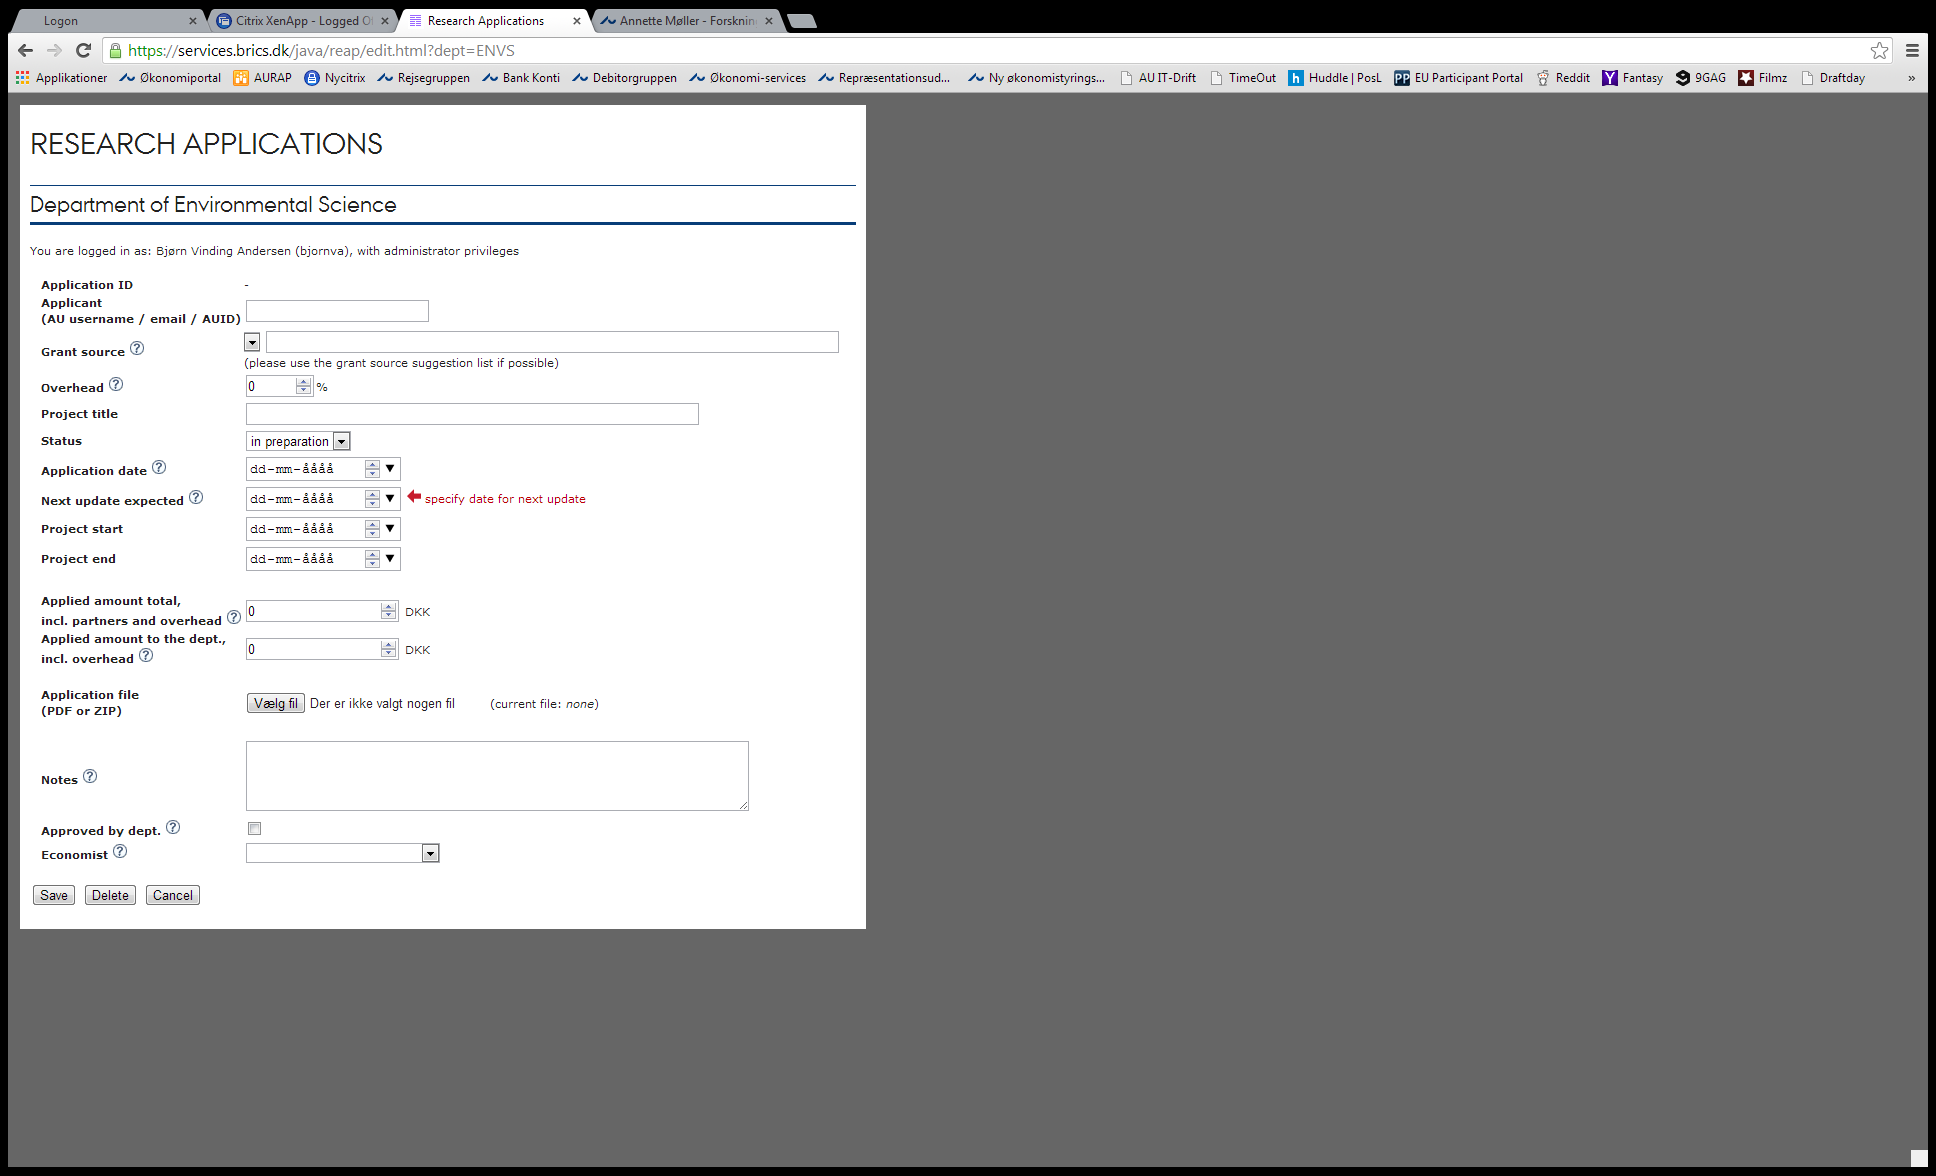 Logon
Citrix XenApp - Logged O
Research Applications
Annette Møller - Forsknin
https://services.brics.dk/java/reap/edit.html?dept=ENVS
Applikationer Økonomiportal AURAP Nycitrix Rejsegruppen Bank Konti Debitorgruppen Økonomi-services Repræsentationsud... Ny økonomistyrings... AU IT-Drift TimeOut Huddle | PosL EU Participant Portal Reddit Fantasy 9GAG Filmz Draftday »
RESEARCH APPLICATIONS
Department of Environmental Science
You are logged in as: Bjørn Vinding Andersen (bjornva), with administrator privileges
Application ID -
Applicant
(AU username / email / AUID)
Grant source ?
(please use the grant source suggestion list if possible)
Overhead ? 0 %
Project title
Status in preparation
Application date ? dd-mm-åååå
Next update expected ? dd-mm-åååå specify date for next update
Project start dd-mm-åååå
Project end dd-mm-åååå
Applied amount total,
incl. partners and overhead ? 0 DKK
Applied amount to the dept.,
incl. overhead ? 0 DKK
Application file
(PDF or ZIP) Vælg fil Der er ikke valgt nogen fil (current file: none)
Notes ?
Approved by dept. ?
Economist ?
Save Delete Cancel